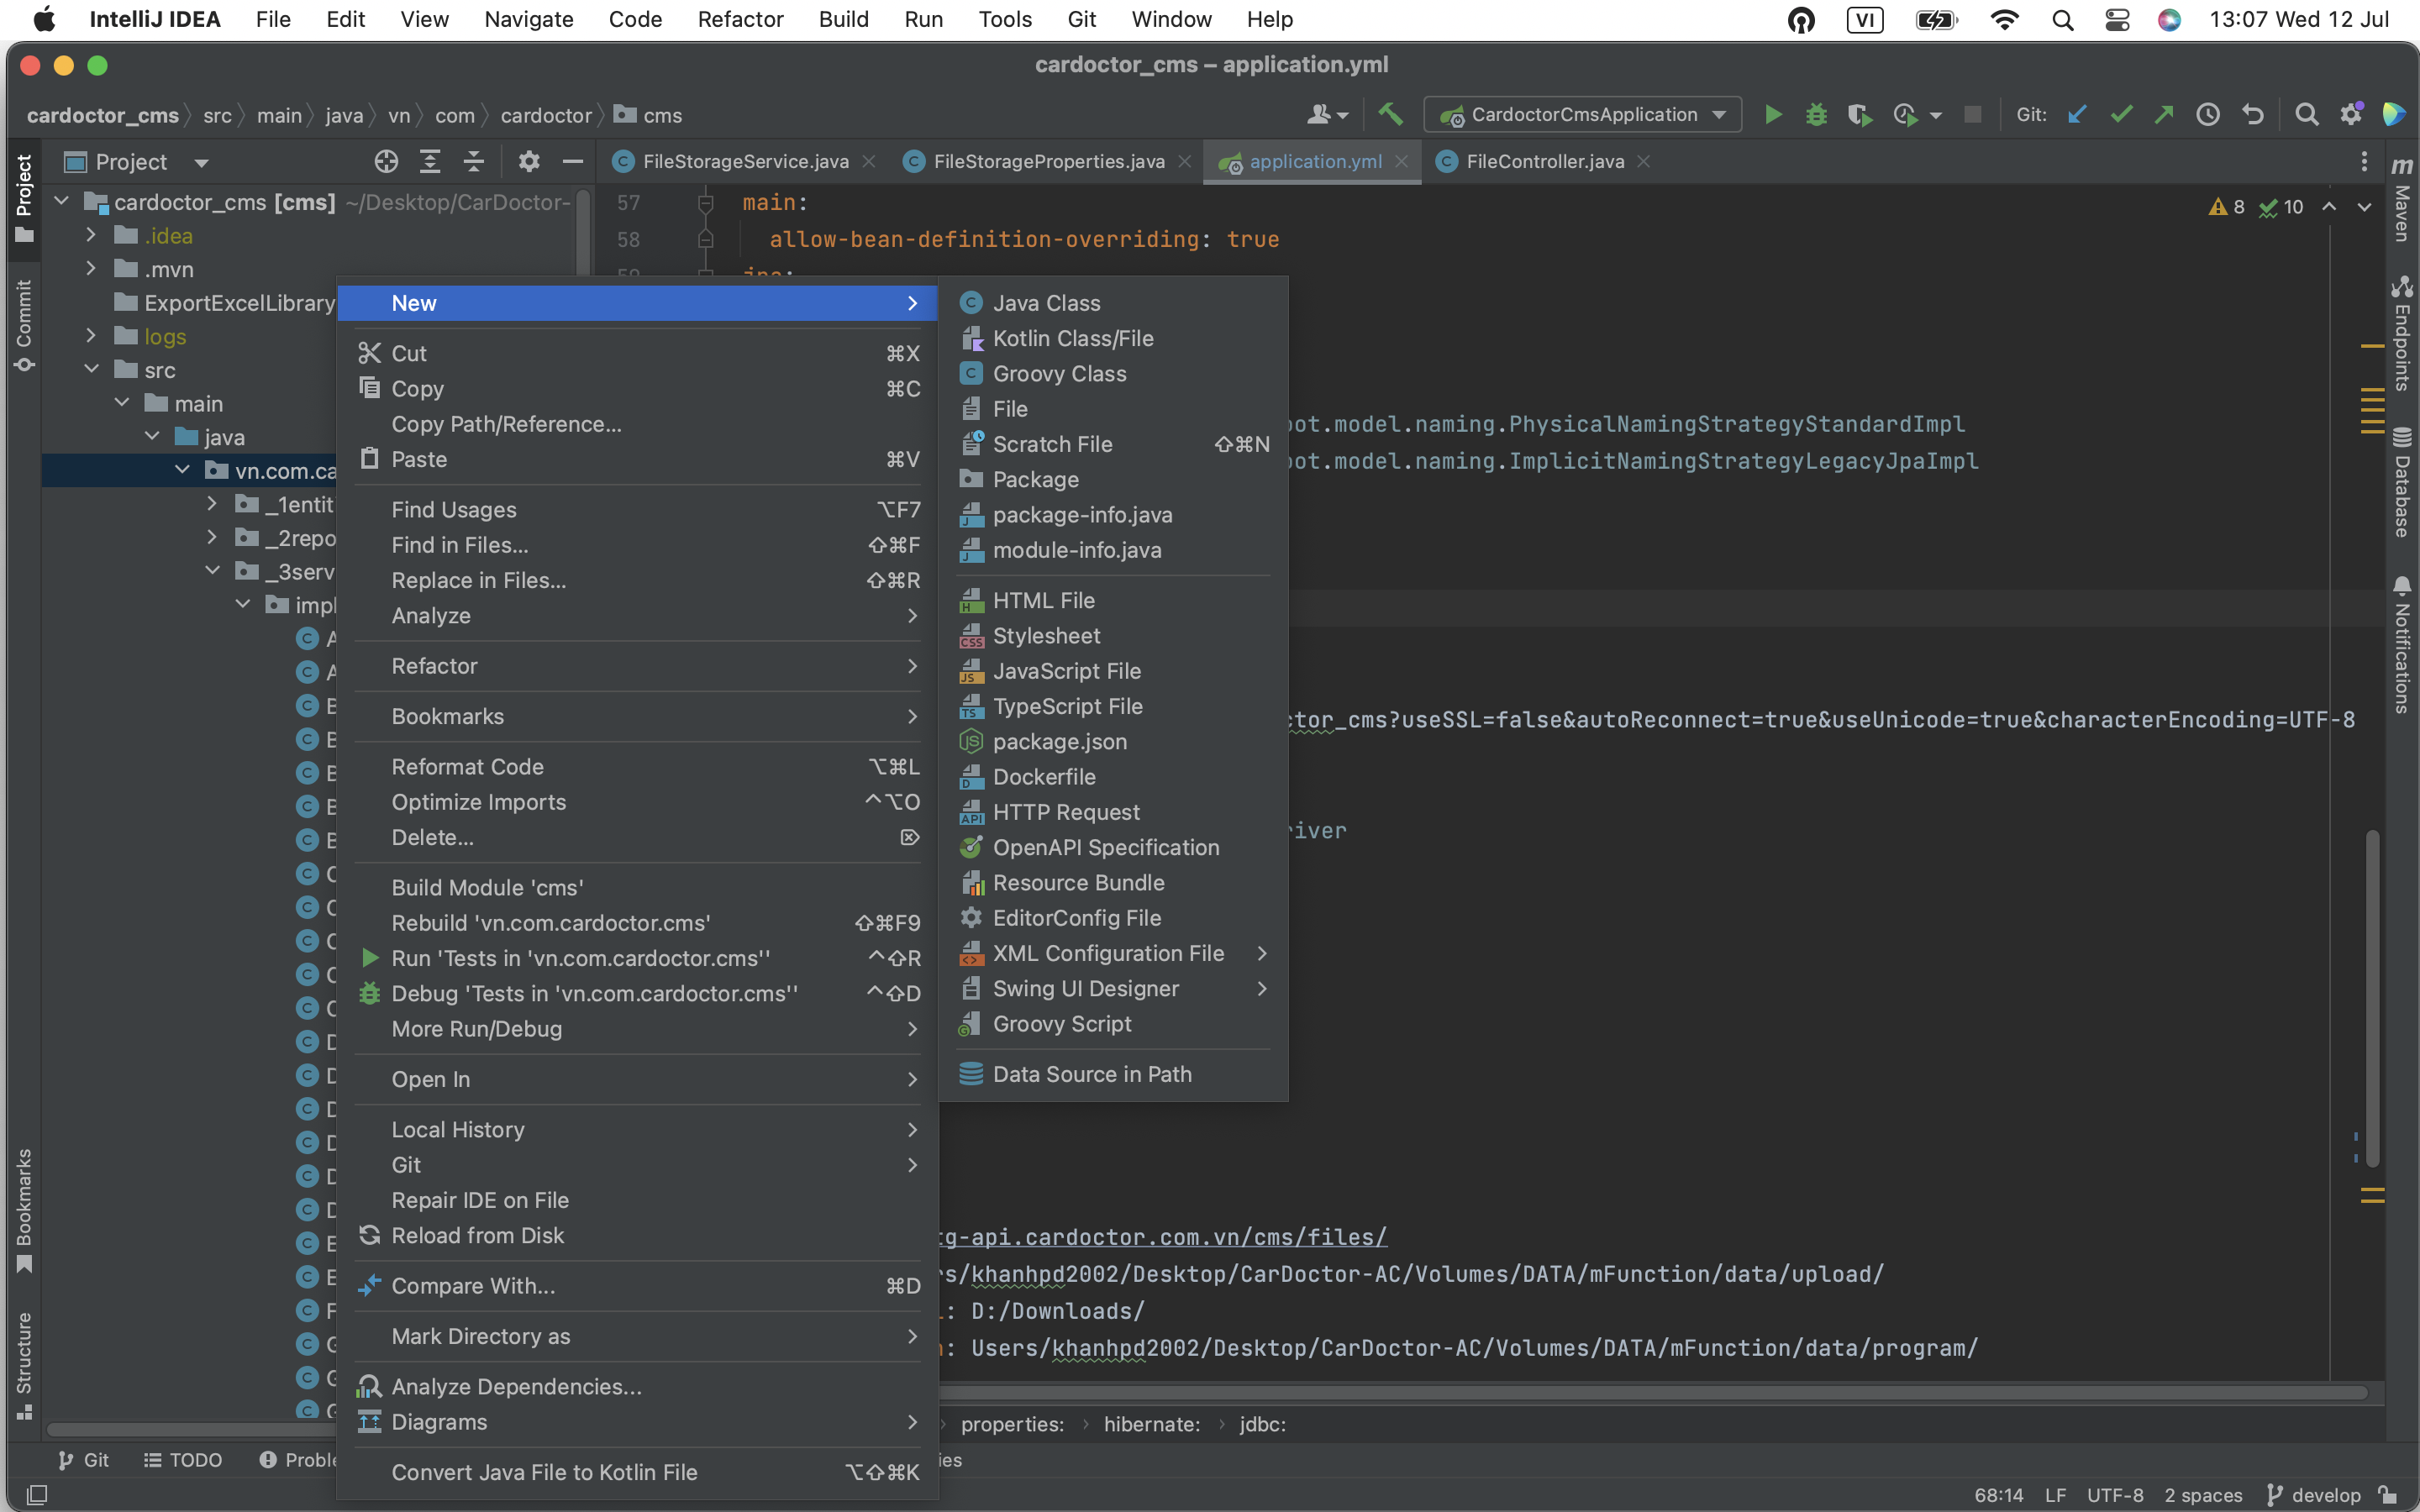 IntelliJ IDEA File Edit View Navigate Code Refactor Build Run Tools Git Window Help VI 13:07 Wed 12 Jul
cardoctor_cms – application.yml
cardoctor_cms src main java vn com cardoctor cms CardoctorCmsApplication Git:
Project FileStorageService.java FileStorageProperties.java application.yml FileController.java
cardoctor_cms [cms] ~/Desktop/CarDoctor-
.idea
.mvn
ExportExcelLibrary
logs
src
main
java
vn.com.ca
_1entit
_2repo
_3serv
impl
Project
Commit
Bookmarks
Structure
57 main:
58 allow-bean-definition-overriding: true
59 jpa:
8 10
ot.model.naming.PhysicalNamingStrategyStandardImpl
ot.model.naming.ImplicitNamingStrategyLegacyJpaImpl
ctor_cms?useSSL=false&autoReconnect=true&useUnicode=true&characterEncoding=UTF-8
river
tg-api.cardoctor.com.vn/cms/files/
rs/khanhpd2002/Desktop/CarDoctor-AC/Volumes/DATA/mFunction/data/upload/
: D:/Downloads/
: Users/khanhpd2002/Desktop/CarDoctor-AC/Volumes/DATA/mFunction/data/program/
New
Cut ⌘X
Copy ⌘C
Copy Path/Reference...
Paste ⌘V
Find Usages ⌥F7
Find in Files... ⇧⌘F
Replace in Files... ⇧⌘R
Analyze
Refactor
Bookmarks
Reformat Code ⌥⌘L
Optimize Imports ^⌥O
Delete... ⌦
Build Module 'cms'
Rebuild 'vn.com.cardoctor.cms' ⇧⌘F9
Run 'Tests in 'vn.com.cardoctor.cms'' ^⇧R
Debug 'Tests in 'vn.com.cardoctor.cms'' ^⇧D
More Run/Debug
Open In
Local History
Git
Repair IDE on File
Reload from Disk
Compare With... ⌘D
Mark Directory as
Analyze Dependencies...
Diagrams
Convert Java File to Kotlin File ⌥⇧⌘K
Java Class
Kotlin Class/File
Groovy Class
File
Scratch File ⇧⌘N
Package
package-info.java
module-info.java
HTML File
Stylesheet
JavaScript File
TypeScript File
package.json
Dockerfile
HTTP Request
OpenAPI Specification
Resource Bundle
EditorConfig File
XML Configuration File
Swing UI Designer
Groovy Script
Data Source in Path
Maven
Endpoints
Database
Notifications
properties: hibernate: jdbc:
Git TODO Proble ies
68:14 LF UTF-8 2 spaces develop